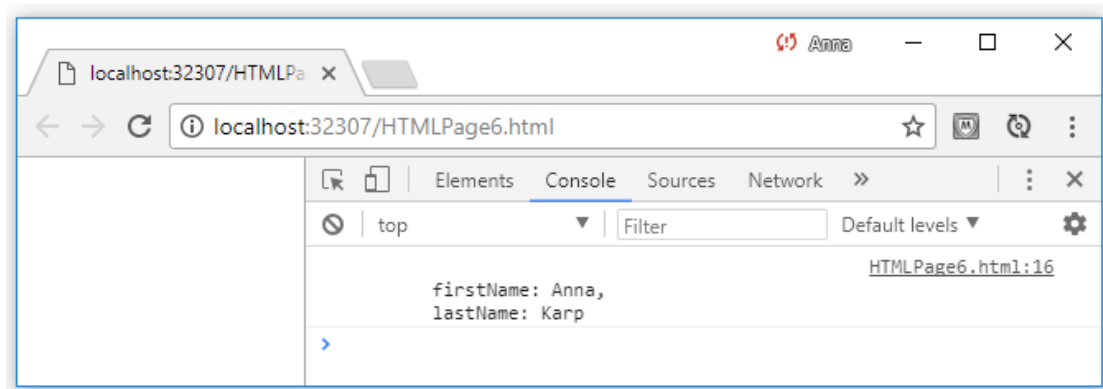 Anna
localhost:32307/HTMLPa
localhost:32307/HTMLPage6.html
Elements Console Sources Network »
top Filter Default levels
HTMLPage6.html:16
firstName: Anna,
lastName: Karp
>